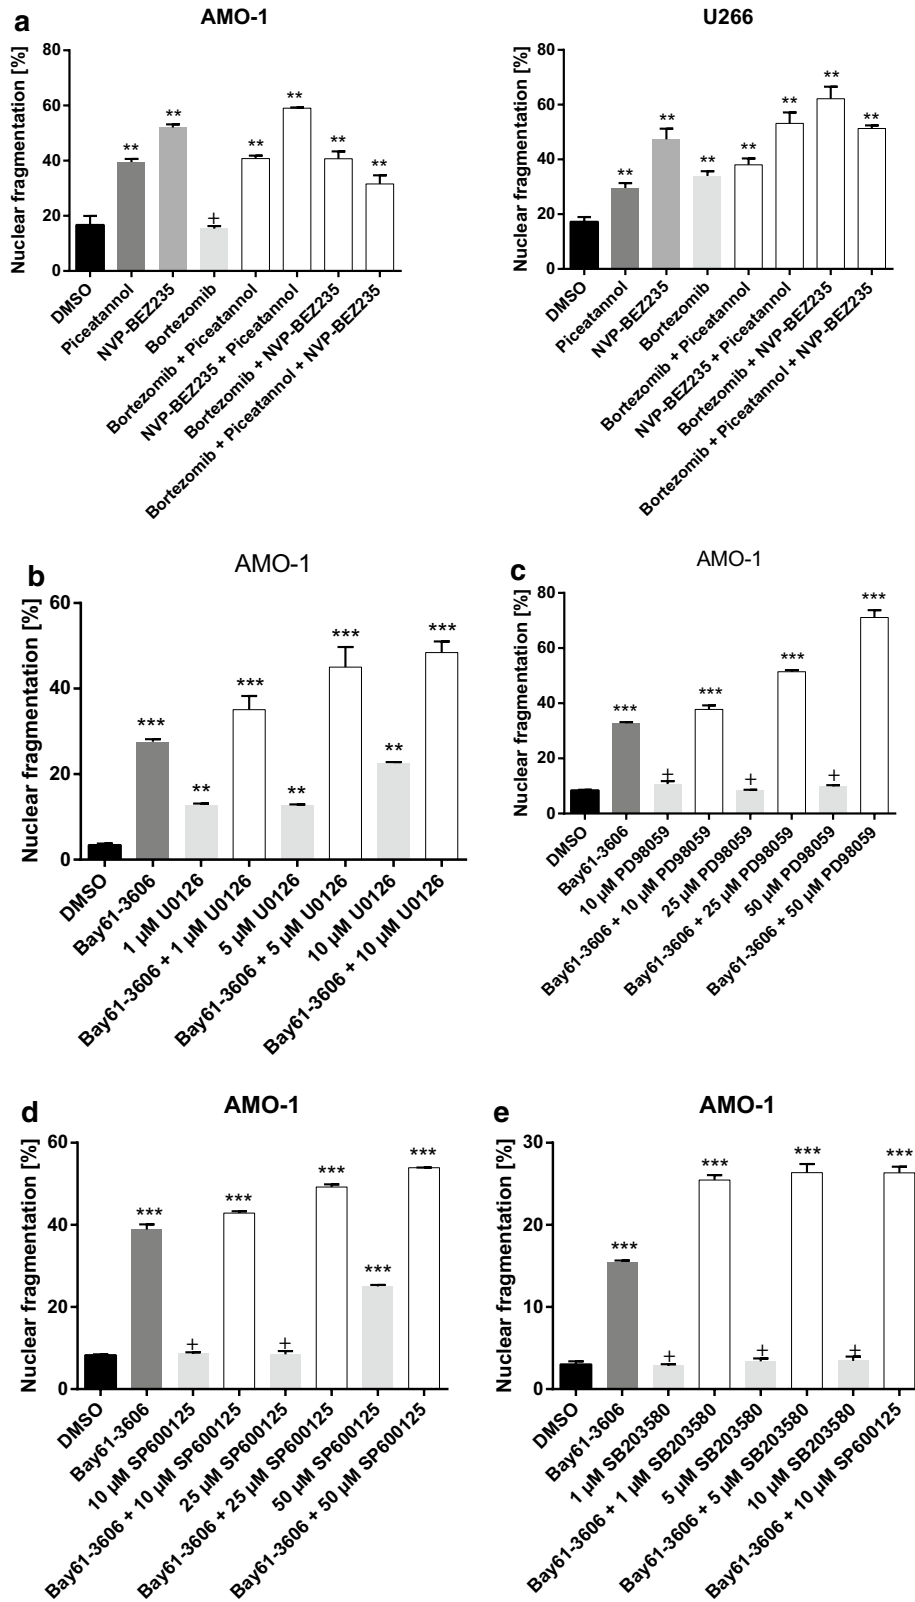 a
AMO-1
Nuclear fragmentation [%]
80
60
40
20
0
**
**
+
**
**
**
**
DMSO
Piceatannol
NVP-BEZ235
Bortezomib
Bortezomib + Piceatannol
NVP-BEZ235 + Piceatannol
Bortezomib + NVP-BEZ235
Bortezomib + Piceatannol + NVP-BEZ235
U266
Nuclear fragmentation [%]
80
60
40
20
0
**
**
**
**
**
**
**
DMSO
Piceatannol
NVP-BEZ235
Bortezomib
Bortezomib + Piceatannol
NVP-BEZ235 + Piceatannol
Bortezomib + NVP-BEZ235
Bortezomib + Piceatannol + NVP-BEZ235
b
AMO-1
Nuclear fragmentation [%]
60
40
20
0
***
**
***
**
***
**
***
DMSO
Bay61-3606
1 µM U0126
Bay61-3606 + 1 µM U0126
5 µM U0126
Bay61-3606 + 5 µM U0126
10 µM U0126
Bay61-3606 + 10 µM U0126
c
AMO-1
Nuclear fragmentation [%]
80
60
40
20
0
***
+
***
+
***
+
***
DMSO
Bay61-3606
10 µM PD98059
Bay61-3606 + 10 µM PD98059
25 µM PD98059
Bay61-3606 + 25 µM PD98059
50 µM PD98059
Bay61-3606 + 50 µM PD98059
d
AMO-1
Nuclear fragmentation [%]
60
40
20
0
***
+
***
+
***
***
***
DMSO
Bay61-3606
10 µM SP600125
Bay61-3606 + 10 µM SP600125
25 µM SP600125
Bay61-3606 + 25 µM SP600125
50 µM SP600125
Bay61-3606 + 50 µM SP600125
e
AMO-1
Nuclear fragmentation [%]
30
20
10
0
***
+
***
+
***
+
***
DMSO
Bay61-3606
1 µM SB203580
Bay61-3606 + 1 µM SB203580
5 µM SB203580
Bay61-3606 + 5 µM SB203580
10 µM SB203580
Bay61-3606 + 10 µM SP600125